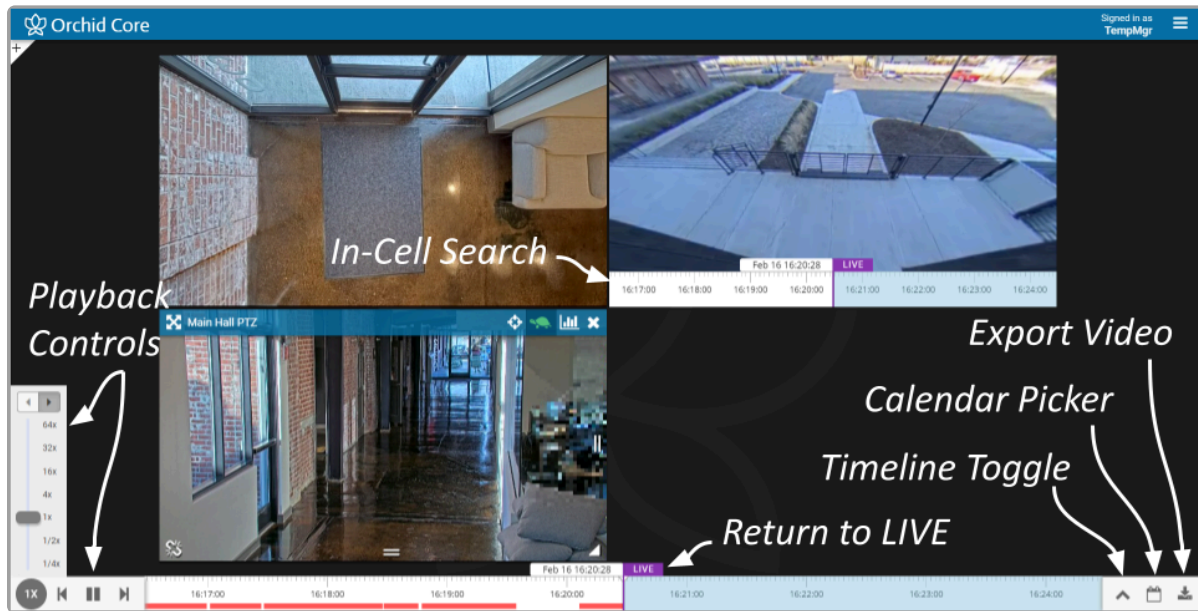 Orchid Core
Signed in as
TempMgr
+
In-Cell Search
Feb 16 16:20:28 LIVE
16:17:00 16:18:00 16:19:00 16:20:00 16:21:00 16:22:00 16:23:00 16:24:00
Playback
Controls
Main Hall PTZ
Export Video
Calendar Picker
Timeline Toggle
Return to LIVE
64x
32x
16x
4x
1x
1/2x
1/4x
Feb 16 16:20:28 LIVE
1X
16:17:00 16:18:00 16:19:00 16:20:00 16:21:00 16:22:00 16:23:00 16:24:00